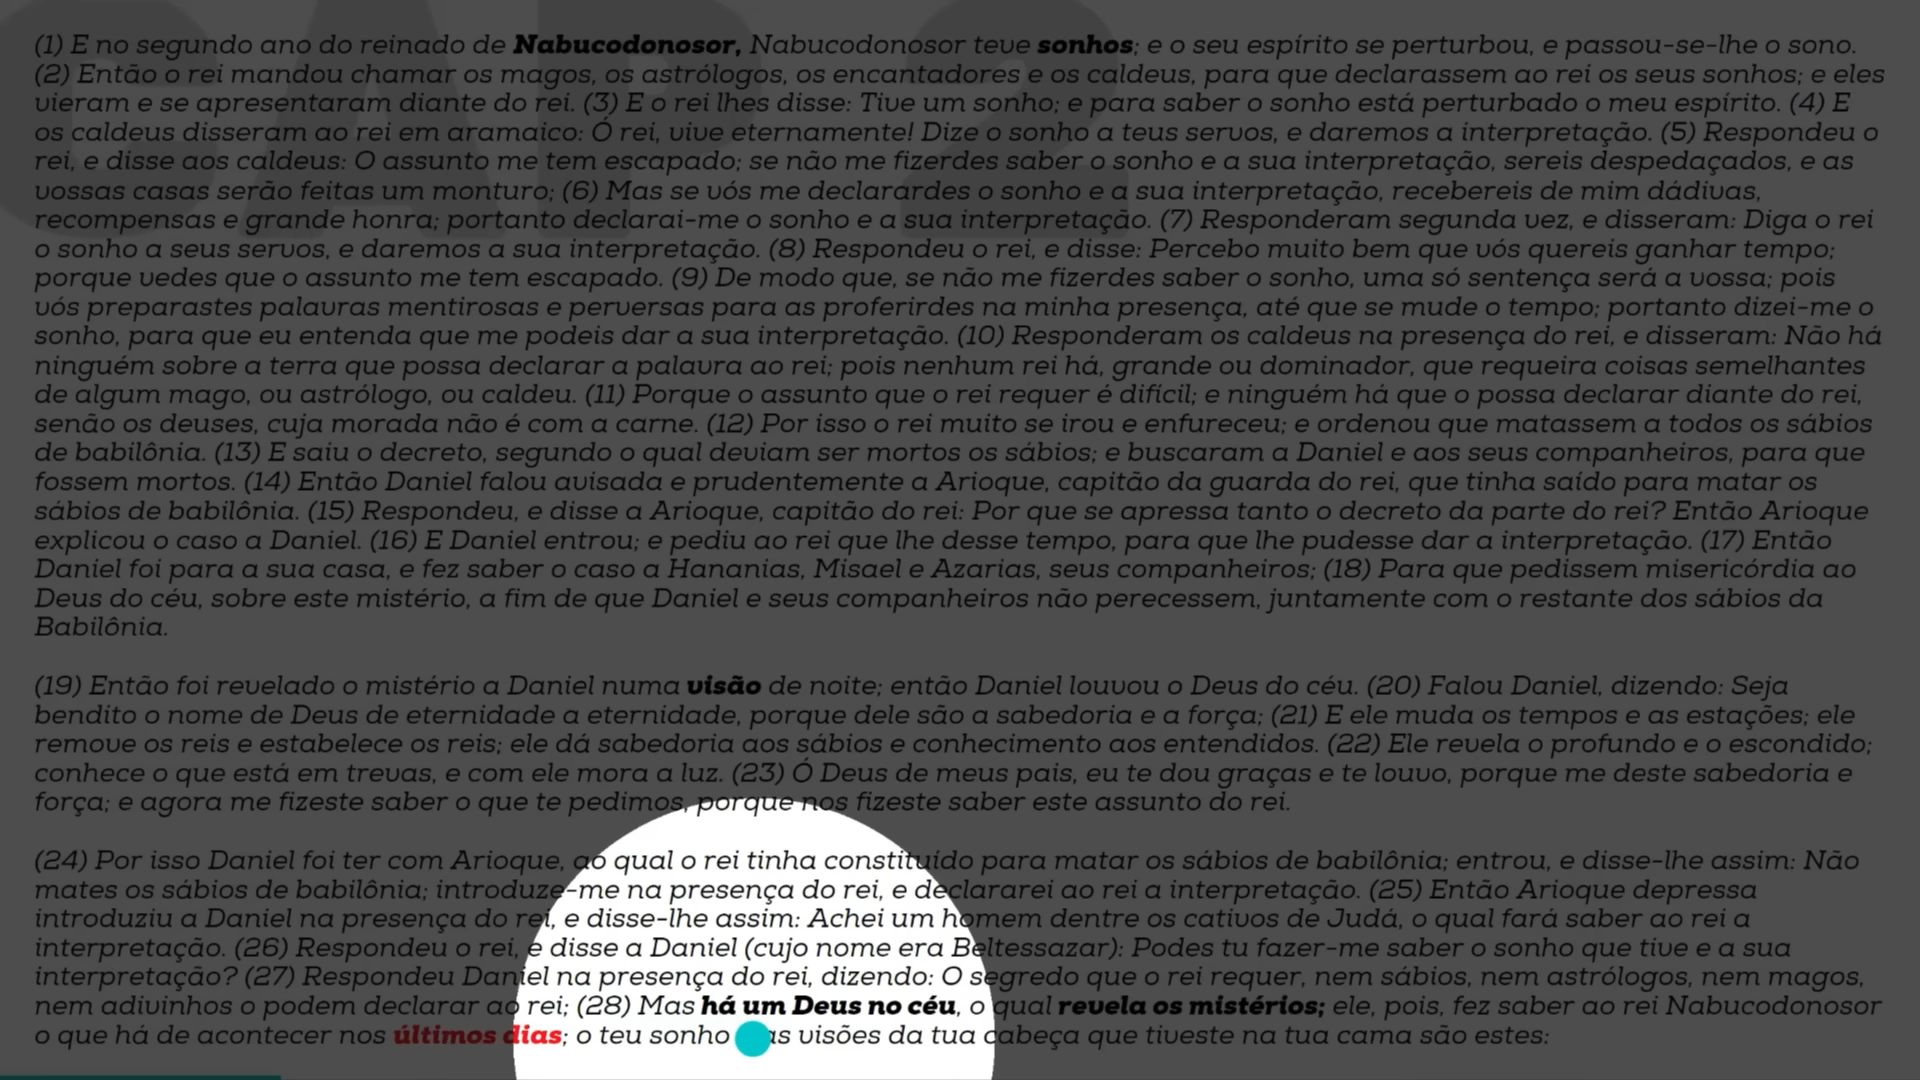 CAP 2
(1) E no segundo ano do reinado de Nabucodonosor, Nabucodonosor teve sonhos; e o seu espírito se perturbou, e passou-se-lhe o sono.
(2) Então o rei mandou chamar os magos, os astrólogos, os encantadores e os caldeus, para que declarassem ao rei os seus sonhos; e eles
vieram e se apresentaram diante do rei. (3) E o rei lhes disse: Tive um sonho; e para saber o sonho está perturbado o meu espírito. (4) E
os caldeus disseram ao rei em aramaico: Ó rei, vive eternamente! Dize o sonho a teus servos, e daremos a interpretação. (5) Respondeu o
rei, e disse aos caldeus: O assunto me tem escapado; se não me fizerdes saber o sonho e a sua interpretação, sereis despedaçados, e as
vossas casas serão feitas um monturo; (6) Mas se vós me declarardes o sonho e a sua interpretação, recebereis de mim dádivas,
recompensas e grande honra; portanto declarai-me o sonho e a sua interpretação. (7) Responderam segunda vez, e disseram: Diga o rei
o sonho a seus servos, e daremos a sua interpretação. (8) Respondeu o rei, e disse: Percebo muito bem que vós quereis ganhar tempo;
porque vedes que o assunto me tem escapado. (9) De modo que, se não me fizerdes saber o sonho, uma só sentença será a vossa; pois
vós preparastes palavras mentirosas e perversas para as proferirdes na minha presença, até que se mude o tempo; portanto dizei-me o
sonho, para que eu entenda que me podeis dar a sua interpretação. (10) Responderam os caldeus na presença do rei, e disseram: Não há
ninguém sobre a terra que possa declarar a palavra ao rei; pois nenhum rei há, grande ou dominador, que requeira coisas semelhantes
de algum mago, ou astrólogo, ou caldeu. (11) Porque o assunto que o rei requer é difícil; e ninguém há que o possa declarar diante do rei,
senão os deuses, cuja morada não é com a carne. (12) Por isso o rei muito se irou e enfureceu; e ordenou que matassem a todos os sábios
de babilônia. (13) E saiu o decreto, segundo o qual deviam ser mortos os sábios; e buscaram a Daniel e aos seus companheiros, para que
fossem mortos. (14) Então Daniel falou avisada e prudentemente a Arioque, capitão da guarda do rei, que tinha saído para matar os
sábios de babilônia. (15) Respondeu, e disse a Arioque, capitão do rei: Por que se apressa tanto o decreto da parte do rei? Então Arioque
explicou o caso a Daniel. (16) E Daniel entrou; e pediu ao rei que lhe desse tempo, para que lhe pudesse dar a interpretação. (17) Então
Daniel foi para a sua casa, e fez saber o caso a Hananias, Misael e Azarias, seus companheiros; (18) Para que pedissem misericórdia ao
Deus do céu, sobre este mistério, a fim de que Daniel e seus companheiros não perecessem, juntamente com o restante dos sábios da
Babilônia.
(19) Então foi revelado o mistério a Daniel numa visão de noite; então Daniel louvou o Deus do céu. (20) Falou Daniel, dizendo: Seja
bendito o nome de Deus de eternidade a eternidade, porque dele são a sabedoria e a força; (21) E ele muda os tempos e as estações; ele
remove os reis e estabelece os reis; ele dá sabedoria aos sábios e conhecimento aos entendidos. (22) Ele revela o profundo e o escondido;
conhece o que está em trevas, e com ele mora a luz. (23) Ó Deus de meus pais, eu te dou graças e te louvo, porque me deste sabedoria e
força; e agora me fizeste saber o que te pedimos, porque nos fizeste saber este assunto do rei.
(24) Por isso Daniel foi ter com Arioque, ao qual o rei tinha constituído para matar os sábios de babilônia; entrou, e disse-lhe assim: Não
mates os sábios de babilônia; introduze-me na presença do rei, e declararei ao rei a interpretação. (25) Então Arioque depressa
introduziu a Daniel na presença do rei, e disse-lhe assim: Achei um homem dentre os cativos de Judá, o qual fará saber ao rei a
interpretação. (26) Respondeu o rei, e disse a Daniel (cujo nome era Beltessazar): Podes tu fazer-me saber o sonho que tive e a sua
interpretação? (27) Respondeu Daniel na presença do rei, dizendo: O segredo que o rei requer, nem sábios, nem astrólogos, nem magos,
nem adivinhos o podem declarar ao rei; (28) Mas há um Deus no céu, o qual revela os mistérios; ele, pois, fez saber ao rei Nabucodonosor
o que há de acontecer nos últimos dias; o teu sonho as visões da tua cabeça que tiveste na tua cama são estes: